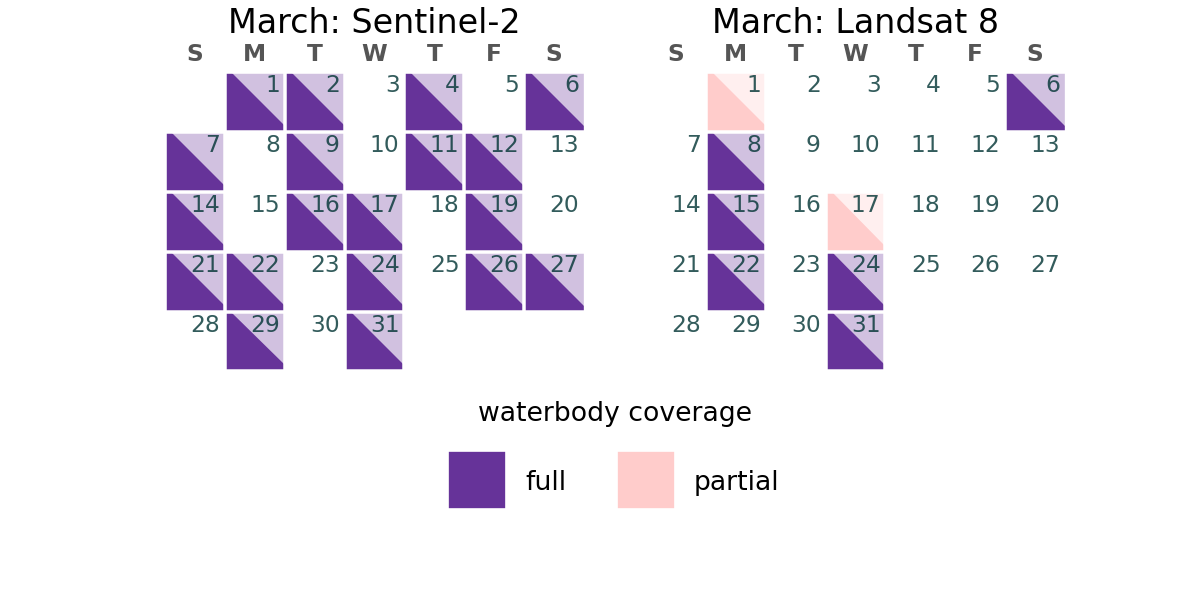 March: Sentinel-2
S M T W T F S
1 2 3 4 5 6
7 8 9 10 11 12 13
14 15 16 17 18 19 20
21 22 23 24 25 26 27
28 29 30 31
March: Landsat 8
S M T W T F S
1 2 3 4 5 6
7 8 9 10 11 12 13
14 15 16 17 18 19 20
21 22 23 24 25 26 27
28 29 30 31
waterbody coverage
full
partial